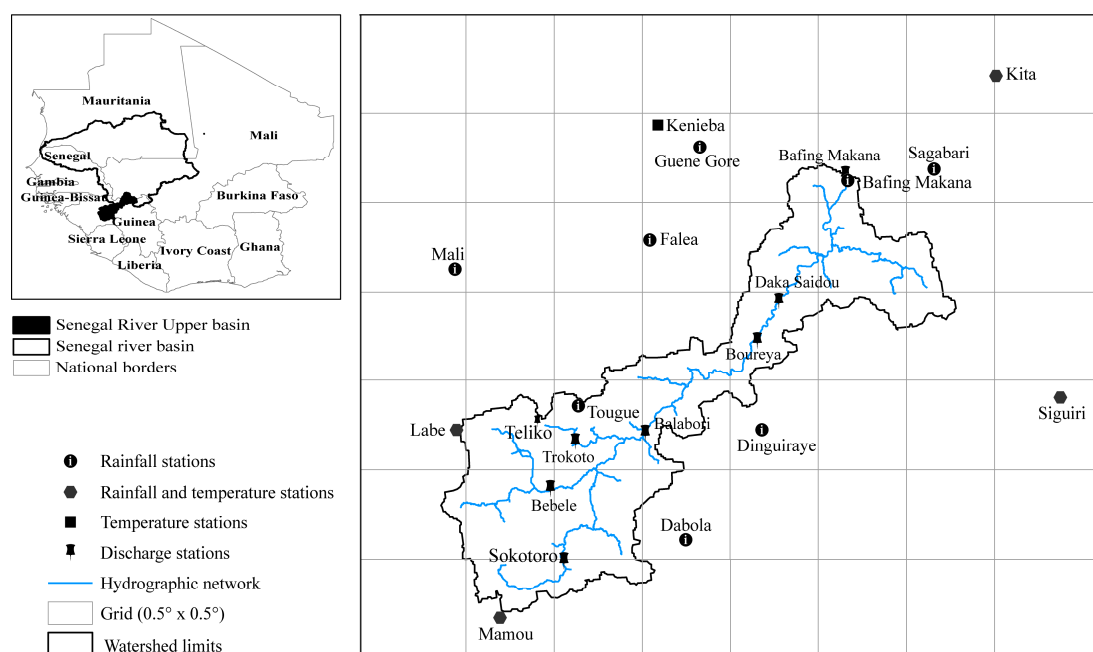 Mauritania
Mali
Senegal
Gambia
Guinea-Bissau
Burkina Faso
Guinea
Sierra Leone
Ivory Coast
Ghana
Liberia
Senegal River Upper basin
Senegal river basin
National borders
Rainfall stations
Rainfall and temperature stations
Temperature stations
Discharge stations
Hydrographic network
Grid (0.5° x 0.5°)
Watershed limits
Kita
Kenieba
Guene Gore
Bafing Makana
Sagabari
Bafing Makana
Falea
Mali
Daka Saidou
Boureya
Siguiri
Tougue
Labe
Teliko
Balabori
Dinguiraye
Trokoto
Bebele
Dabola
Sokotoro
Mamou